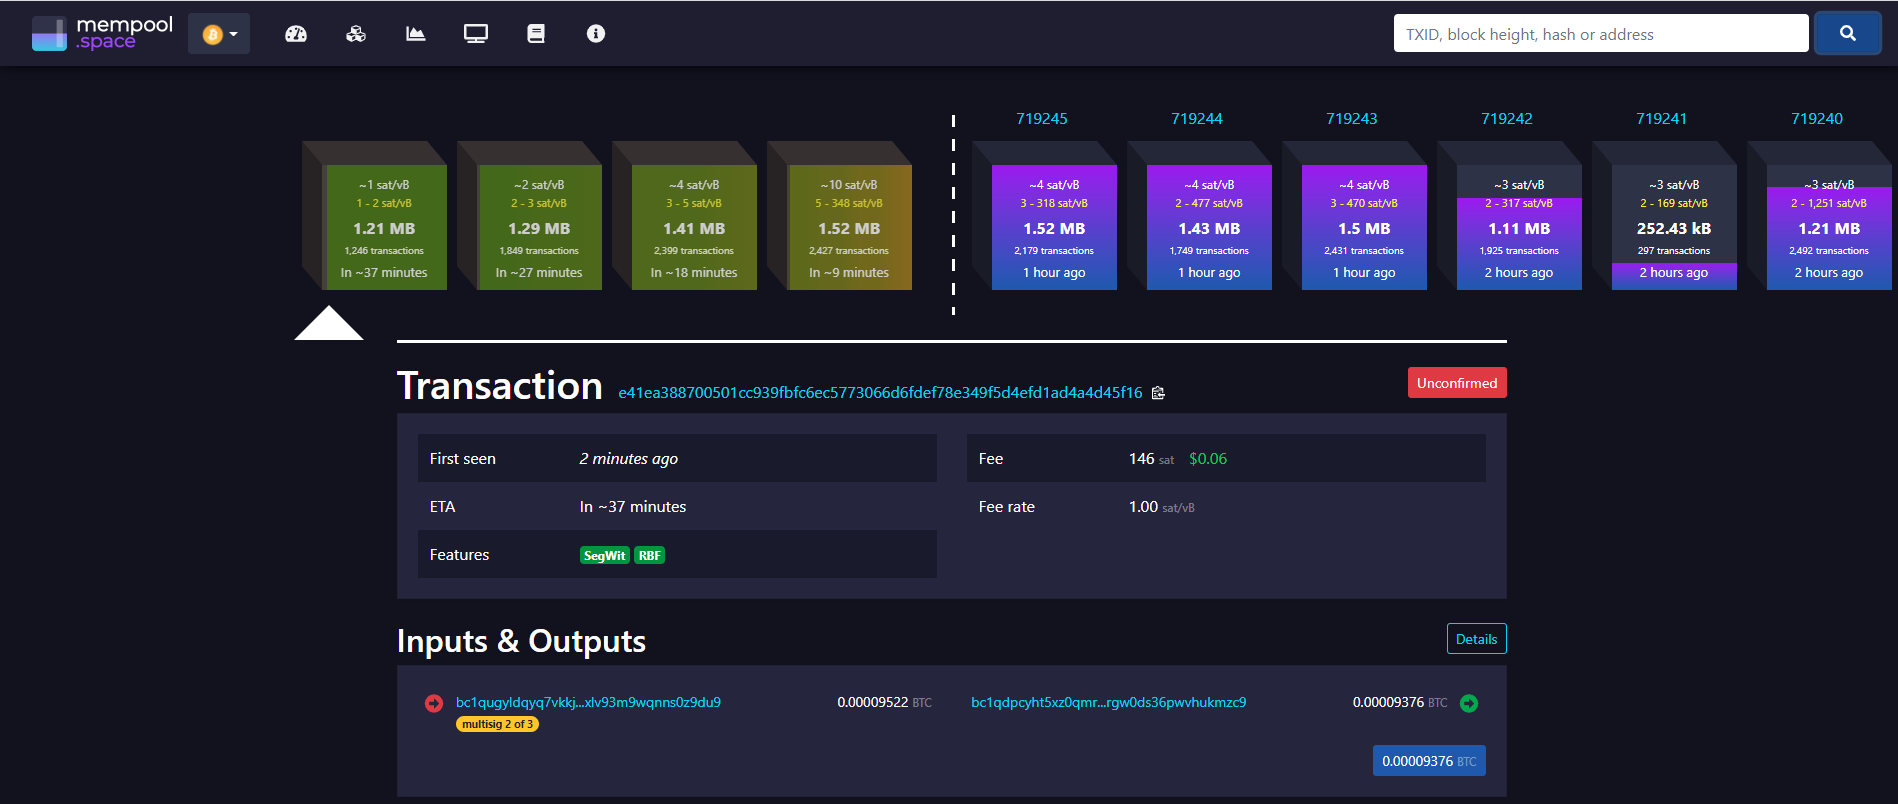 mempool
.space
TXID, block height, hash or address
~1 sat/vB
1 - 2 sat/vB
1.21 MB
1,246 transactions
In ~37 minutes
~2 sat/vB
2 - 3 sat/vB
1.29 MB
1,849 transactions
In ~27 minutes
~4 sat/vB
3 - 5 sat/vB
1.41 MB
2,399 transactions
In ~18 minutes
~10 sat/vB
5 - 348 sat/vB
1.52 MB
2,427 transactions
In ~9 minutes
719245
~4 sat/vB
3 - 318 sat/vB
1.52 MB
2,179 transactions
1 hour ago
719244
~4 sat/vB
2 - 477 sat/vB
1.43 MB
1,749 transactions
1 hour ago
719243
~4 sat/vB
3 - 470 sat/vB
1.5 MB
2,431 transactions
1 hour ago
719242
~3 sat/vB
2 - 317 sat/vB
1.11 MB
1,925 transactions
2 hours ago
719241
~3 sat/vB
2 - 169 sat/vB
252.43 kB
297 transactions
2 hours ago
719240
~3 sat/vB
2 - 1,251 sat/vB
1.21 MB
2,492 transactions
2 hours ago
Transaction e41ea388700501cc939fbfc6ec5773066d6fdef78e349f5d4efd1ad4a4d45f16
Unconfirmed
First seen 2 minutes ago
ETA In ~37 minutes
Features SegWit RBF
Fee 146 sat $0.06
Fee rate 1.00 sat/vB
Inputs & Outputs
Details
bc1qugyldqyq7vkkj...xlv93m9wqnns0z9du9 0.00009522 BTC
multisig 2 of 3
bc1qdpcyht5xz0qmr...rgw0ds36pwvhukmzc9 0.00009376 BTC
0.00009376 BTC